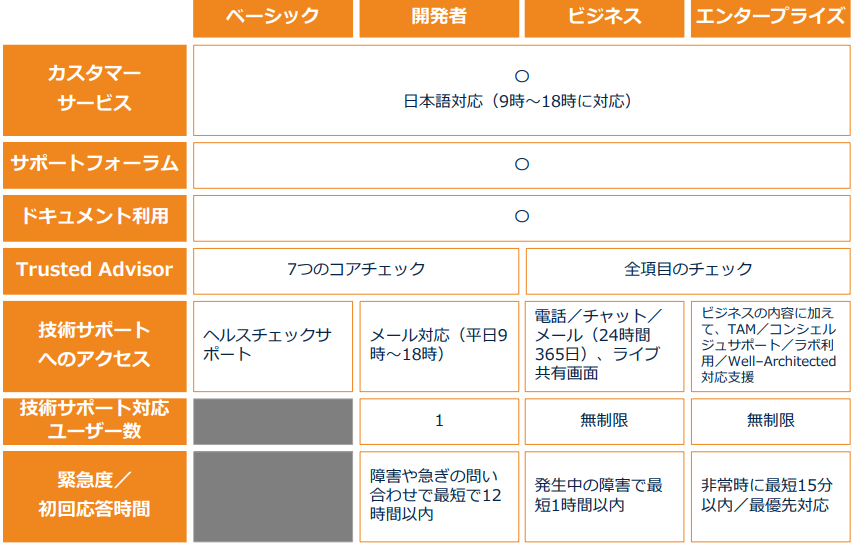 ベーシック
開発者
ビジネス
エンタープライズ
カスタマー
サービス
〇
日本語対応（9時～18時に対応）
サポートフォーラム
〇
ドキュメント利用
〇
Trusted Advisor
7つのコアチェック
全項目のチェック
技術サポート
へのアクセス
ヘルスチェックサ
ポート
メール対応（平日9
時～18時）
電話／チャット／
メール（24時間
365日）、ライブ
共有画面
ビジネスの内容に加え
て、TAM／コンシェル
ジュサポート／ラボ利
用／Well–Architected
対応支援
技術サポート対応
ユーザー数
1
無制限
無制限
緊急度／
初回応答時間
障害や急ぎの問い
合わせで最短で12
時間以内
発生中の障害で最
短1時間以内
非常時に最短15分
以内／最優先対応